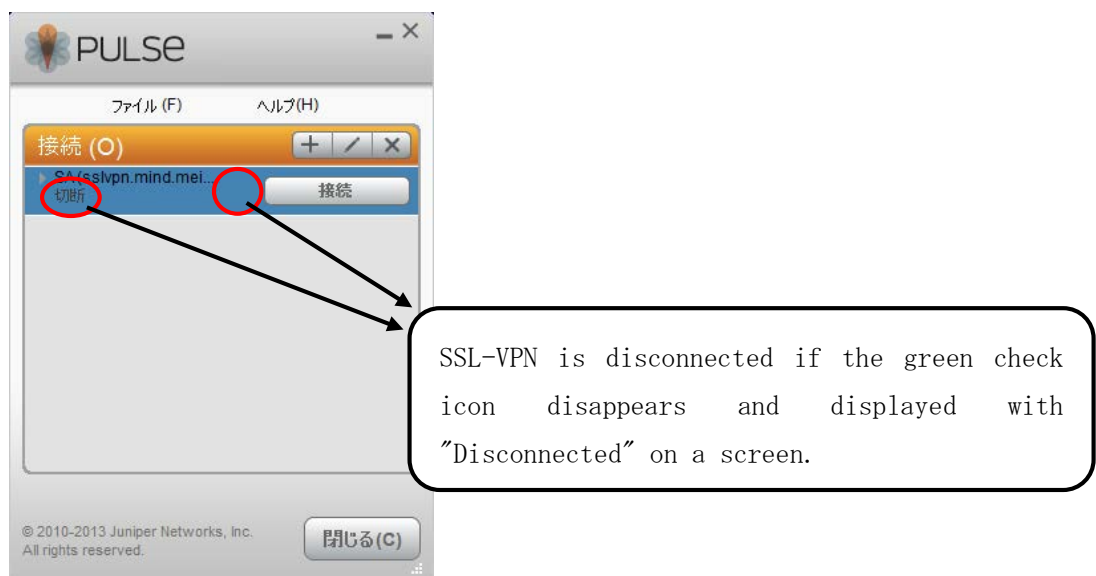 PULSE
ファイル (F) ヘルプ(H)
接続 (O)
SA(sslvpn.mind.mei...
切断
接続
SSL-VPN is disconnected if the green check
icon disappears and displayed with
"Disconnected" on a screen.
© 2010-2013 Juniper Networks, Inc.
All rights reserved.
閉じる(C)